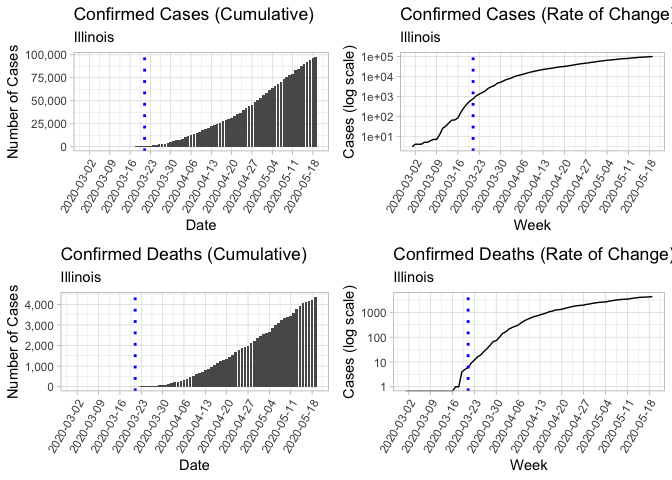 Confirmed Cases (Cumulative)
Illinois
Number of Cases
100,000
75,000
50,000
25,000
0
2020-03-02
2020-03-09
2020-03-16
2020-03-23
2020-03-30
2020-04-06
2020-04-13
2020-04-20
2020-04-27
2020-05-04
2020-05-11
2020-05-18
Date
Confirmed Cases (Rate of Change)
Illinois
Cases (log scale)
1e+05
1e+04
1e+03
1e+02
1e+01
2020-03-02
2020-03-09
2020-03-16
2020-03-23
2020-03-30
2020-04-06
2020-04-13
2020-04-20
2020-04-27
2020-05-04
2020-05-11
2020-05-18
Week
Confirmed Deaths (Cumulative)
Illinois
Number of Cases
4,000
3,000
2,000
1,000
0
2020-03-02
2020-03-09
2020-03-16
2020-03-23
2020-03-30
2020-04-06
2020-04-13
2020-04-20
2020-04-27
2020-05-04
2020-05-11
2020-05-18
Date
Confirmed Deaths (Rate of Change)
Illinois
Cases (log scale)
1000
100
10
1
2020-03-02
2020-03-09
2020-03-16
2020-03-23
2020-03-30
2020-04-06
2020-04-13
2020-04-20
2020-04-27
2020-05-04
2020-05-11
2020-05-18
Week